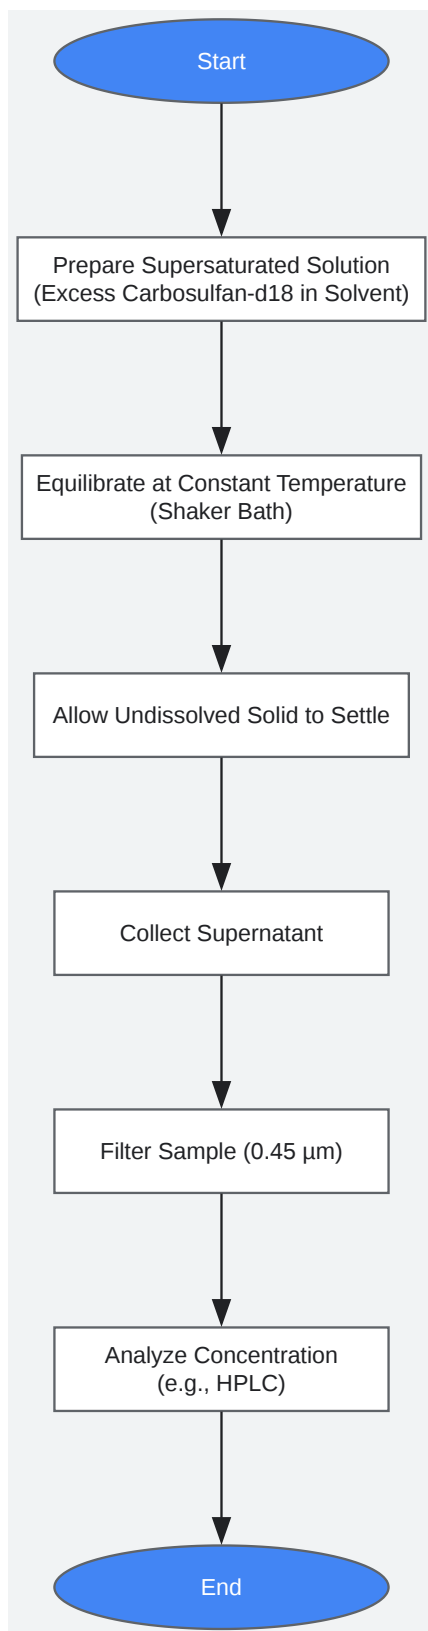 Start
Prepare Supersaturated Solution
(Excess Carbosulfan-d18 in Solvent)
Equilibrate at Constant Temperature
(Shaker Bath)
Allow Undissolved Solid to Settle
Collect Supernatant
Filter Sample (0.45 µm)
Analyze Concentration
(e.g., HPLC)
End